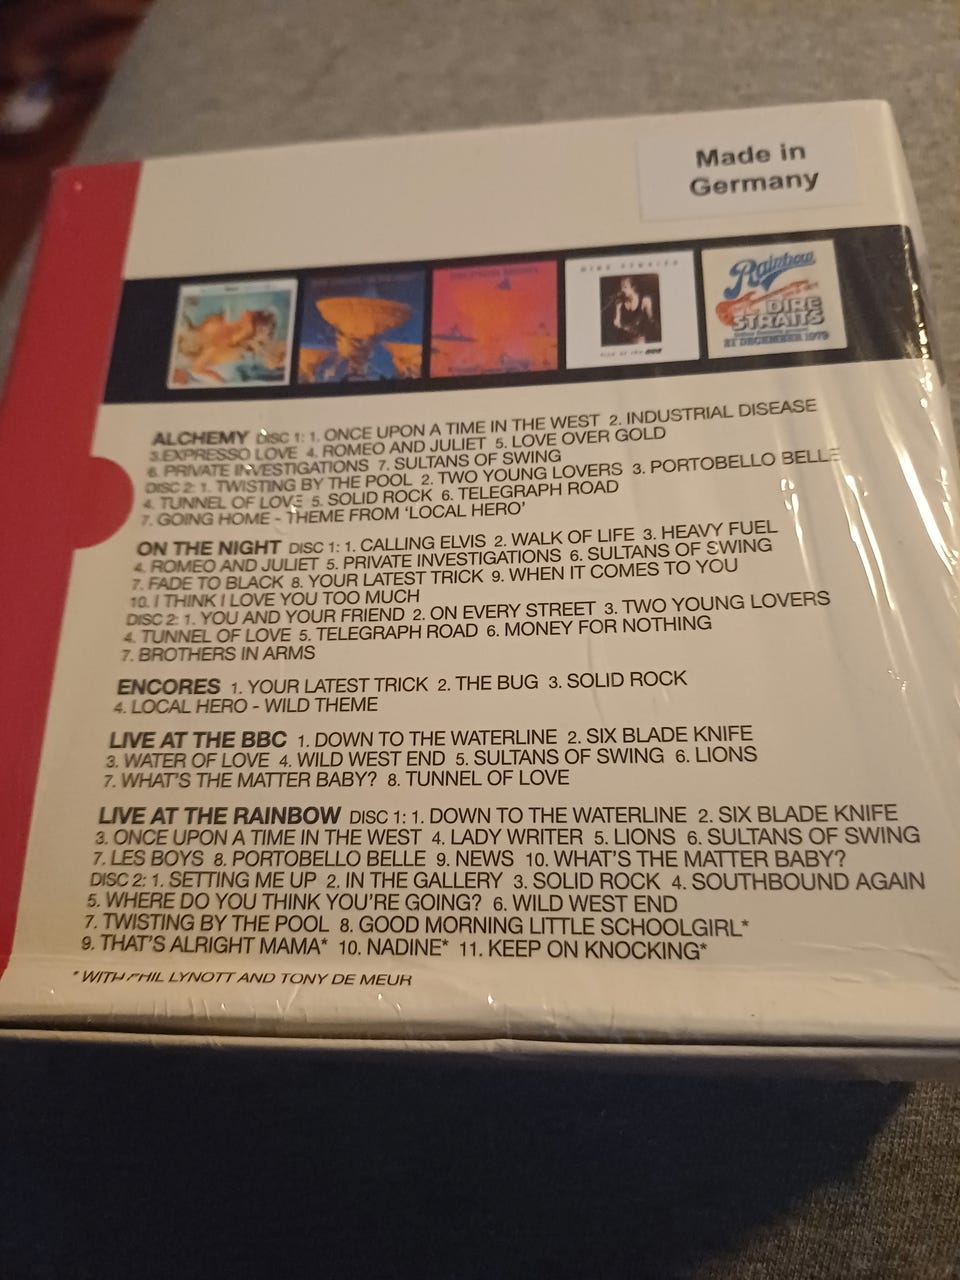 Made in
Germany
Rainbow
DIRE
STRAITS
21 DECEMBER 1979
ALCHEMY DISC 1: 1. ONCE UPON A TIME IN THE WEST 2. INDUSTRIAL DISEASE
3.EXPRESSO LOVE 4. ROMEO AND JULIET 5. LOVE OVER GOLD
6. PRIVATE INVESTIGATIONS 7. SULTANS OF SWING
DISC 2: 1. TWISTING BY THE POOL 2. TWO YOUNG LOVERS 3. PORTOBELLO BELLE
4. TUNNEL OF LOVE 5. SOLID ROCK 6. TELEGRAPH ROAD
7. GOING HOME - THEME FROM 'LOCAL HERO'
ON THE NIGHT DISC 1: 1. CALLING ELVIS 2. WALK OF LIFE 3. HEAVY FUEL
4. ROMEO AND JULIET 5. PRIVATE INVESTIGATIONS 6. SULTANS OF SWING
7. FADE TO BLACK 8. YOUR LATEST TRICK 9. WHEN IT COMES TO YOU
10. I THINK I LOVE YOU TOO MUCH
DISC 2: 1. YOU AND YOUR FRIEND 2. ON EVERY STREET 3. TWO YOUNG LOVERS
4. TUNNEL OF LOVE 5. TELEGRAPH ROAD 6. MONEY FOR NOTHING
7. BROTHERS IN ARMS
ENCORES 1. YOUR LATEST TRICK 2. THE BUG 3. SOLID ROCK
4. LOCAL HERO - WILD THEME
LIVE AT THE BBC 1. DOWN TO THE WATERLINE 2. SIX BLADE KNIFE
3. WATER OF LOVE 4. WILD WEST END 5. SULTANS OF SWING 6. LIONS
7. WHAT'S THE MATTER BABY? 8. TUNNEL OF LOVE
LIVE AT THE RAINBOW DISC 1: 1. DOWN TO THE WATERLINE 2. SIX BLADE KNIFE
3. ONCE UPON A TIME IN THE WEST 4. LADY WRITER 5. LIONS 6. SULTANS OF SWING
7. LES BOYS 8. PORTOBELLO BELLE 9. NEWS 10. WHAT'S THE MATTER BABY?
DISC 2: 1. SETTING ME UP 2. IN THE GALLERY 3. SOLID ROCK 4. SOUTHBOUND AGAIN
5. WHERE DO YOU THINK YOU'RE GOING? 6. WILD WEST END
7. TWISTING BY THE POOL 8. GOOD MORNING LITTLE SCHOOLGIRL*
9. THAT'S ALRIGHT MAMA* 10. NADINE* 11. KEEP ON KNOCKING*
* WITH PHIL LYNOTT AND TONY DE MEUR